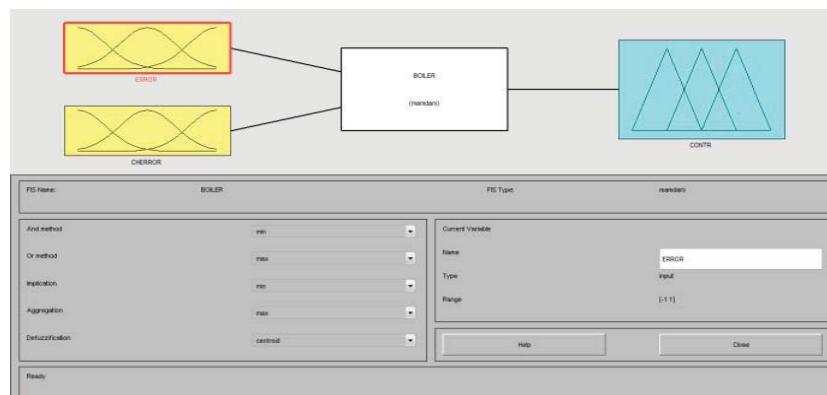 ERROR
BOILER
(mamdani)
CHERROR
CONTR
FIS Name: BOILER FIS Type: mamdani
And method min
Or method max
Implication min
Aggregation max
Defuzzification centroid
Current Variable
Name ERROR
Type input
Range [-1 1]
Help Close
Ready